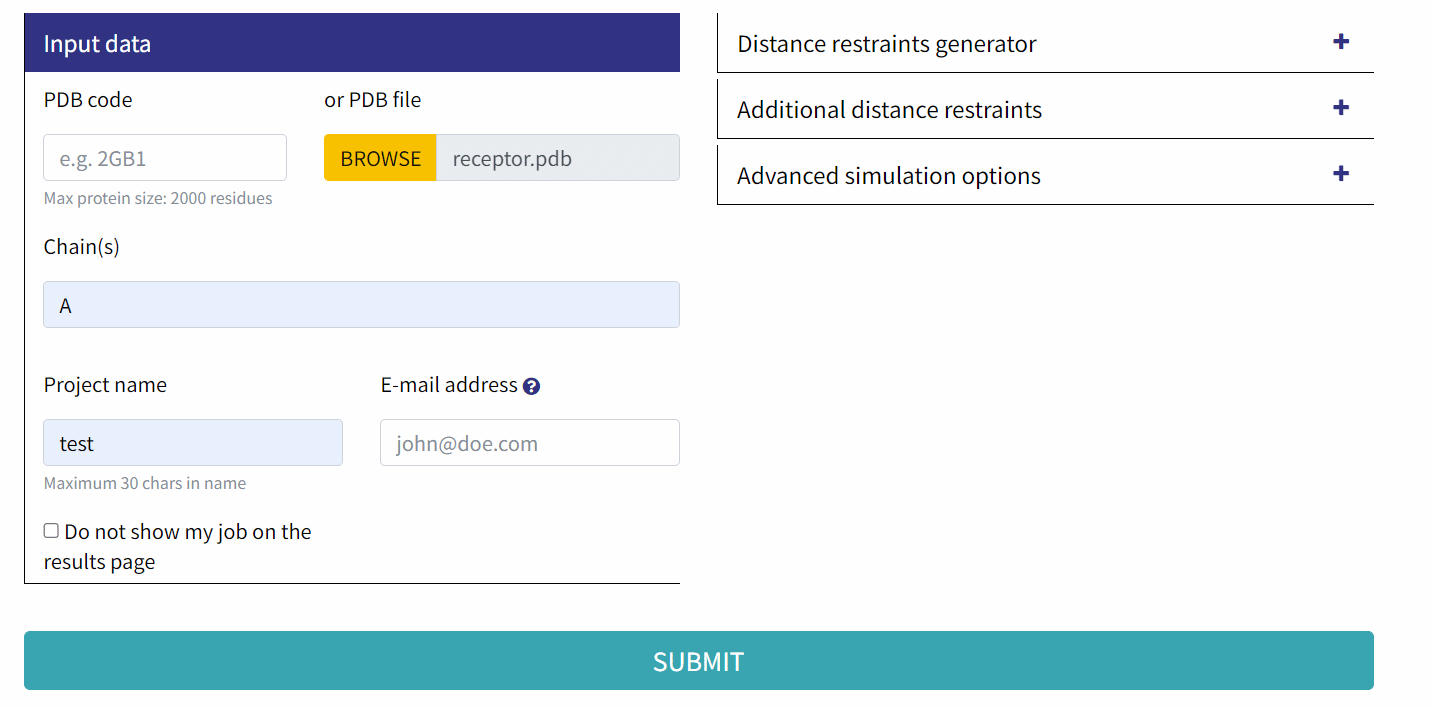 Input data
PDB code
or PDB file
e.g. 2GB1
BROWSE
receptor.pdb
Max protein size: 2000 residues
Chain(s)
A
Project name
E-mail address ?
test
john@doe.com
Maximum 30 chars in name
Do not show my job on the
results page
Distance restraints generator +
Additional distance restraints +
Advanced simulation options +
SUBMIT